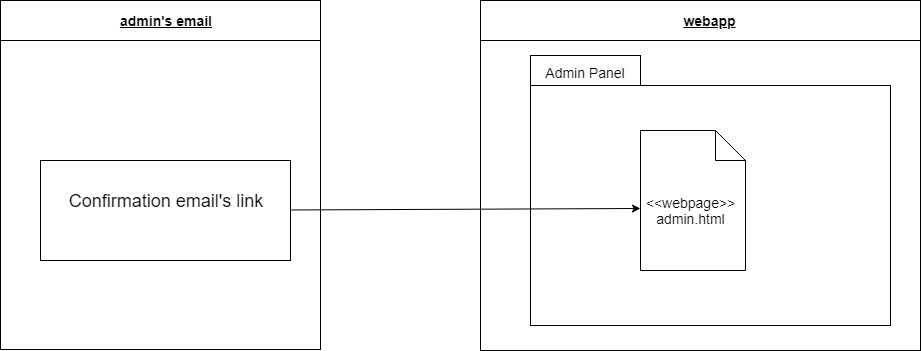 admin's email
webapp
Admin Panel
Confirmation email's link
<<webpage>>
admin.html